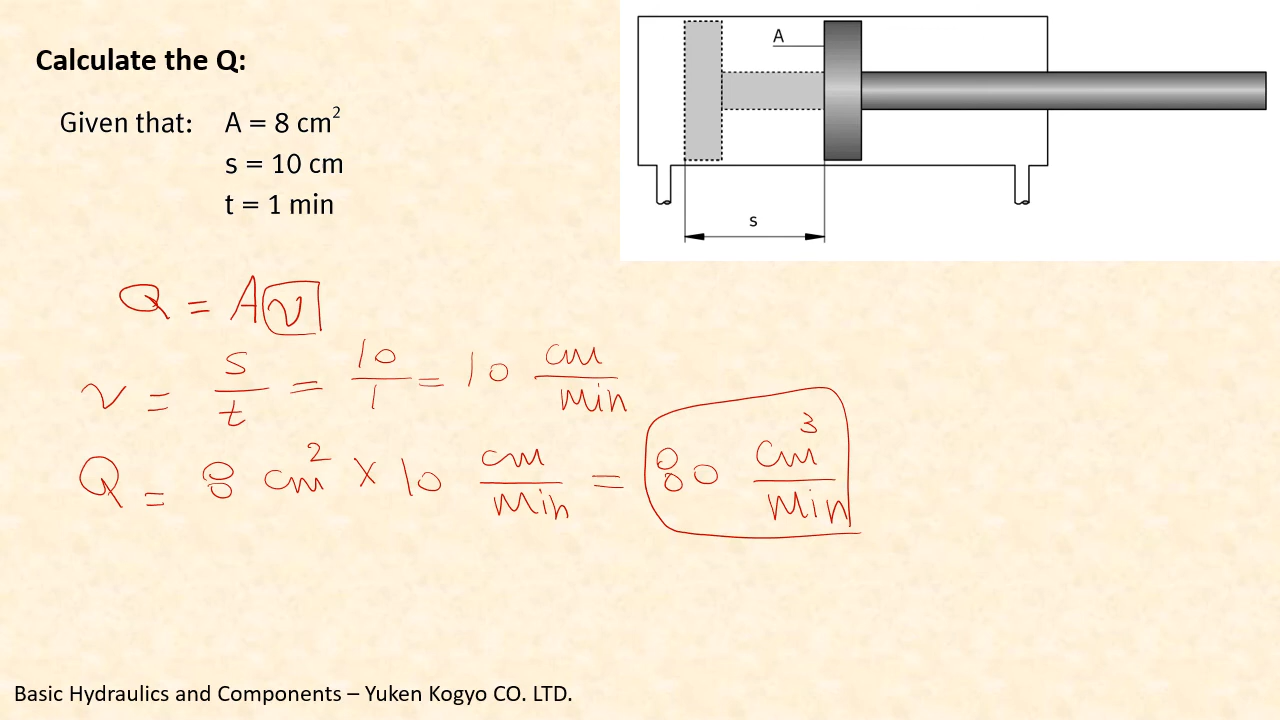 Calculate the Q:
Given that: A = 8 cm²
s = 10 cm
t = 1 min
A
s
Q = A v
v = s/t = 10/1 = 10 cm/min
Q = 8 cm² × 10 cm/min = 80 cm³/min
Basic Hydraulics and Components – Yuken Kogyo CO. LTD.